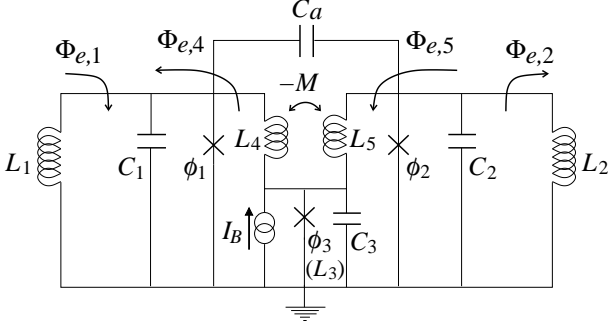 C_a
Φ_{e,1}
Φ_{e,4}
Φ_{e,5}
Φ_{e,2}
−M
L_1
C_1
ϕ_1
L_4
L_5
ϕ_2
C_2
L_2
I_B
ϕ_3
(L_3)
C_3